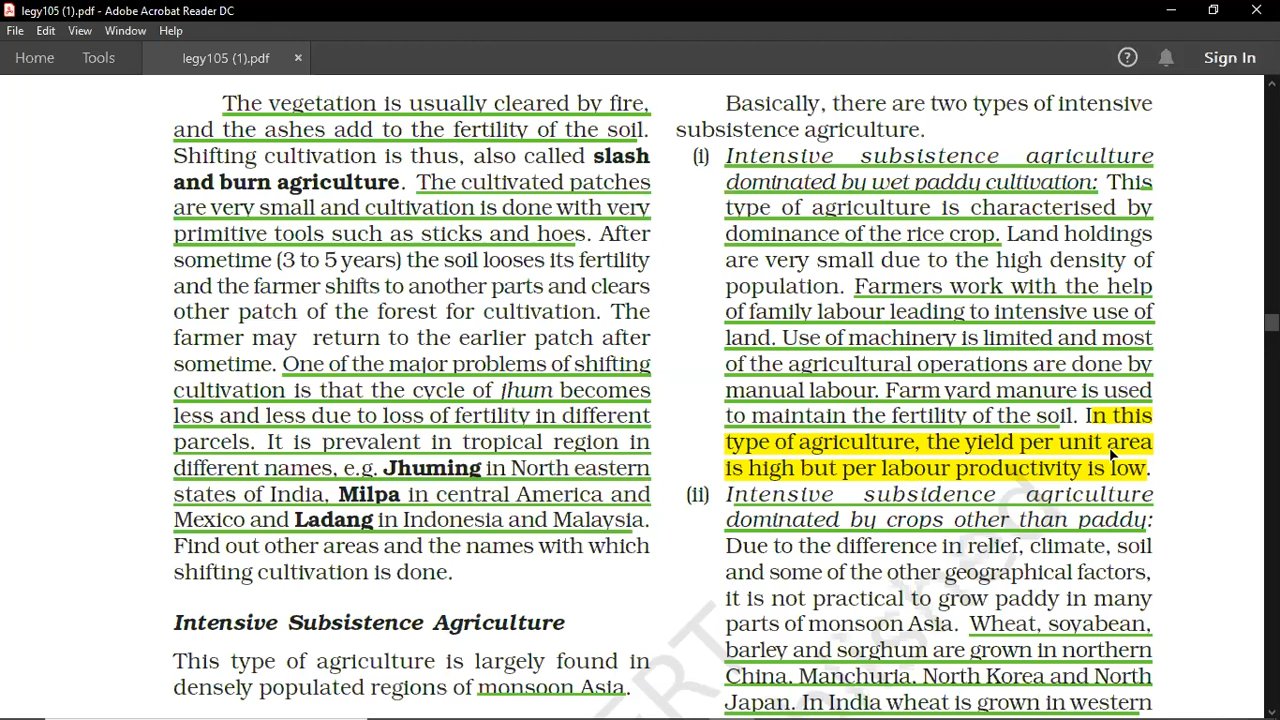 legy105 (1).pdf - Adobe Acrobat Reader DC
File Edit View Window Help
Home Tools legy105 (1).pdf × ? Sign In
The vegetation is usually cleared by fire,
and the ashes add to the fertility of the soil.
Shifting cultivation is thus, also called slash
and burn agriculture. The cultivated patches
are very small and cultivation is done with very
primitive tools such as sticks and hoes. After
sometime (3 to 5 years) the soil looses its fertility
and the farmer shifts to another parts and clears
other patch of the forest for cultivation. The
farmer may return to the earlier patch after
sometime. One of the major problems of shifting
cultivation is that the cycle of jhum becomes
less and less due to loss of fertility in different
parcels. It is prevalent in tropical region in
different names, e.g. Jhuming in North eastern
states of India, Milpa in central America and
Mexico and Ladang in Indonesia and Malaysia.
Find out other areas and the names with which
shifting cultivation is done.
Intensive Subsistence Agriculture
This type of agriculture is largely found in
densely populated regions of monsoon Asia.
Basically, there are two types of intensive
subsistence agriculture.
(i) Intensive subsistence agriculture
dominated by wet paddy cultivation: This
type of agriculture is characterised by
dominance of the rice crop. Land holdings
are very small due to the high density of
population. Farmers work with the help
of family labour leading to intensive use of
land. Use of machinery is limited and most
of the agricultural operations are done by
manual labour. Farm yard manure is used
to maintain the fertility of the soil. In this
type of agriculture, the yield per unit area
is high but per labour productivity is low.
(ii) Intensive subsidence agriculture
dominated by crops other than paddy:
Due to the difference in relief, climate, soil
and some of the other geographical factors,
it is not practical to grow paddy in many
parts of monsoon Asia. Wheat, soyabean,
barley and sorghum are grown in northern
China, Manchuria, North Korea and North
Japan. In India wheat is grown in western